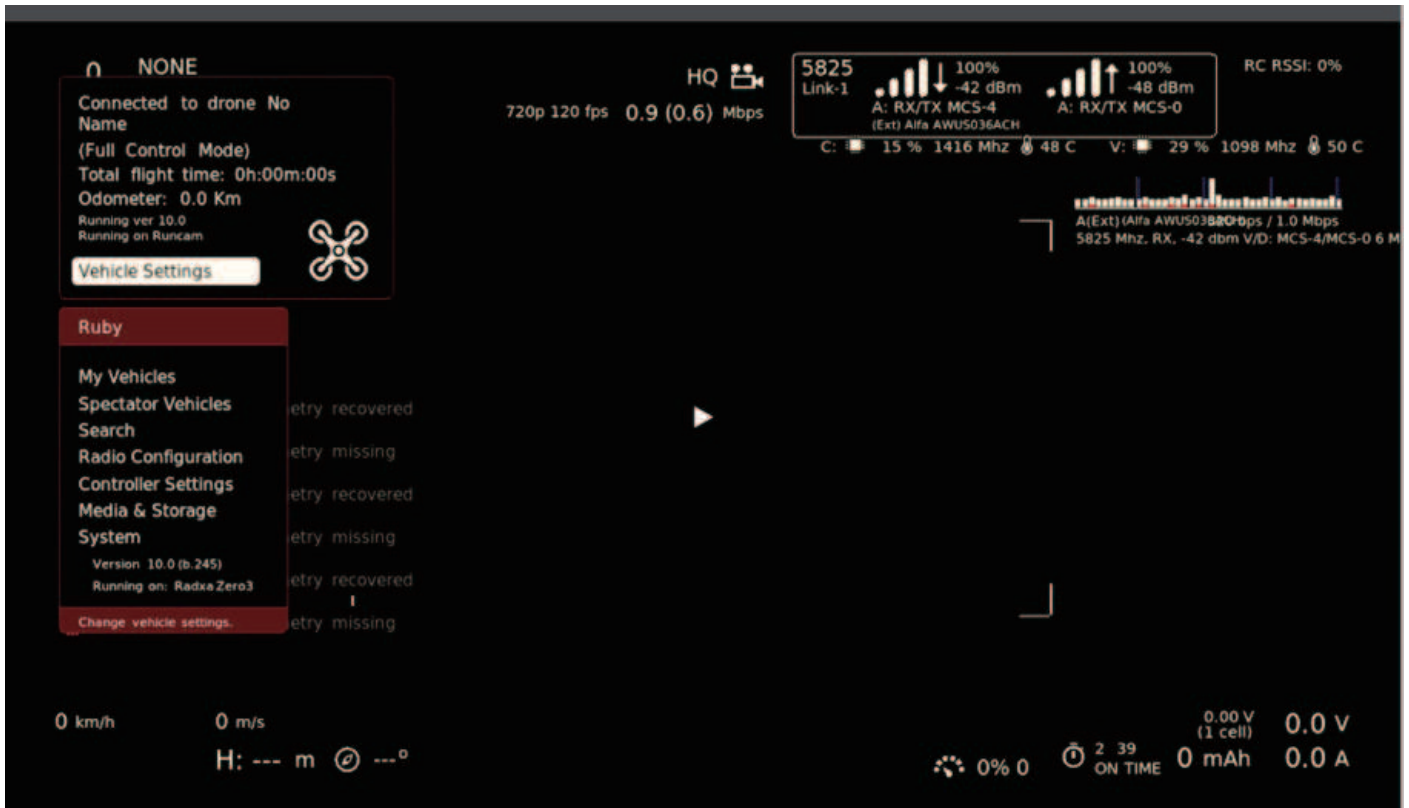 0 NONE
Connected to drone No
Name
(Full Control Mode)
Total flight time: 0h:00m:00s
Odometer: 0.0 Km
Running ver 10.0
Running on Runcam
Vehicle Settings
HQ
720p 120 fps 0.9 (0.6) Mbps
5825
Link-1
100%
-42 dBm
A: RX/TX MCS-4
(Ext) Alfa AWUS036ACH
100%
-48 dBm
A: RX/TX MCS-0
RC RSSI: 0%
C: 15 % 1416 Mhz 48 C V: 29 % 1098 Mhz 50 C
A(Ext) (Alfa bps / 1.0 Mbps
5825 Mhz, RX, -42 dbm V/D: MCS-4/MCS-0 6 M
Ruby
My Vehicles
Spectator Vehicles
Search
Radio Configuration
Controller Settings
Media & Storage
System
Version 10.0 (b.245)
Running on: Radxa Zero3
Change vehicle settings.
etry recovered
etry missing
etry recovered
etry missing
etry recovered
etry missing
0 km/h 0 m/s
H: --- m ---°
0% 0
2 39
ON TIME
0.00 V
(1 cell)
0 mAh
0.0 V
0.0 A